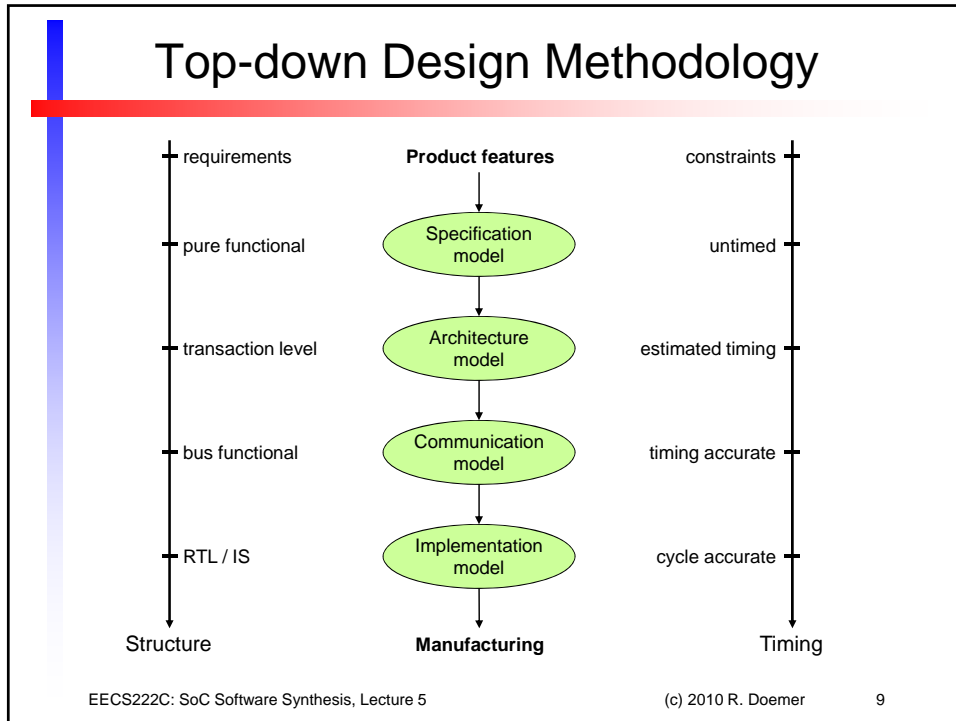 Top-down Design Methodology
requirements
Product features
constraints
pure functional
Specification
model
untimed
transaction level
Architecture
model
estimated timing
bus functional
Communication
model
timing accurate
RTL / IS
Implementation
model
cycle accurate
Structure
Manufacturing
Timing
EECS222C: SoC Software Synthesis, Lecture 5
(c) 2010 R. Doemer
9